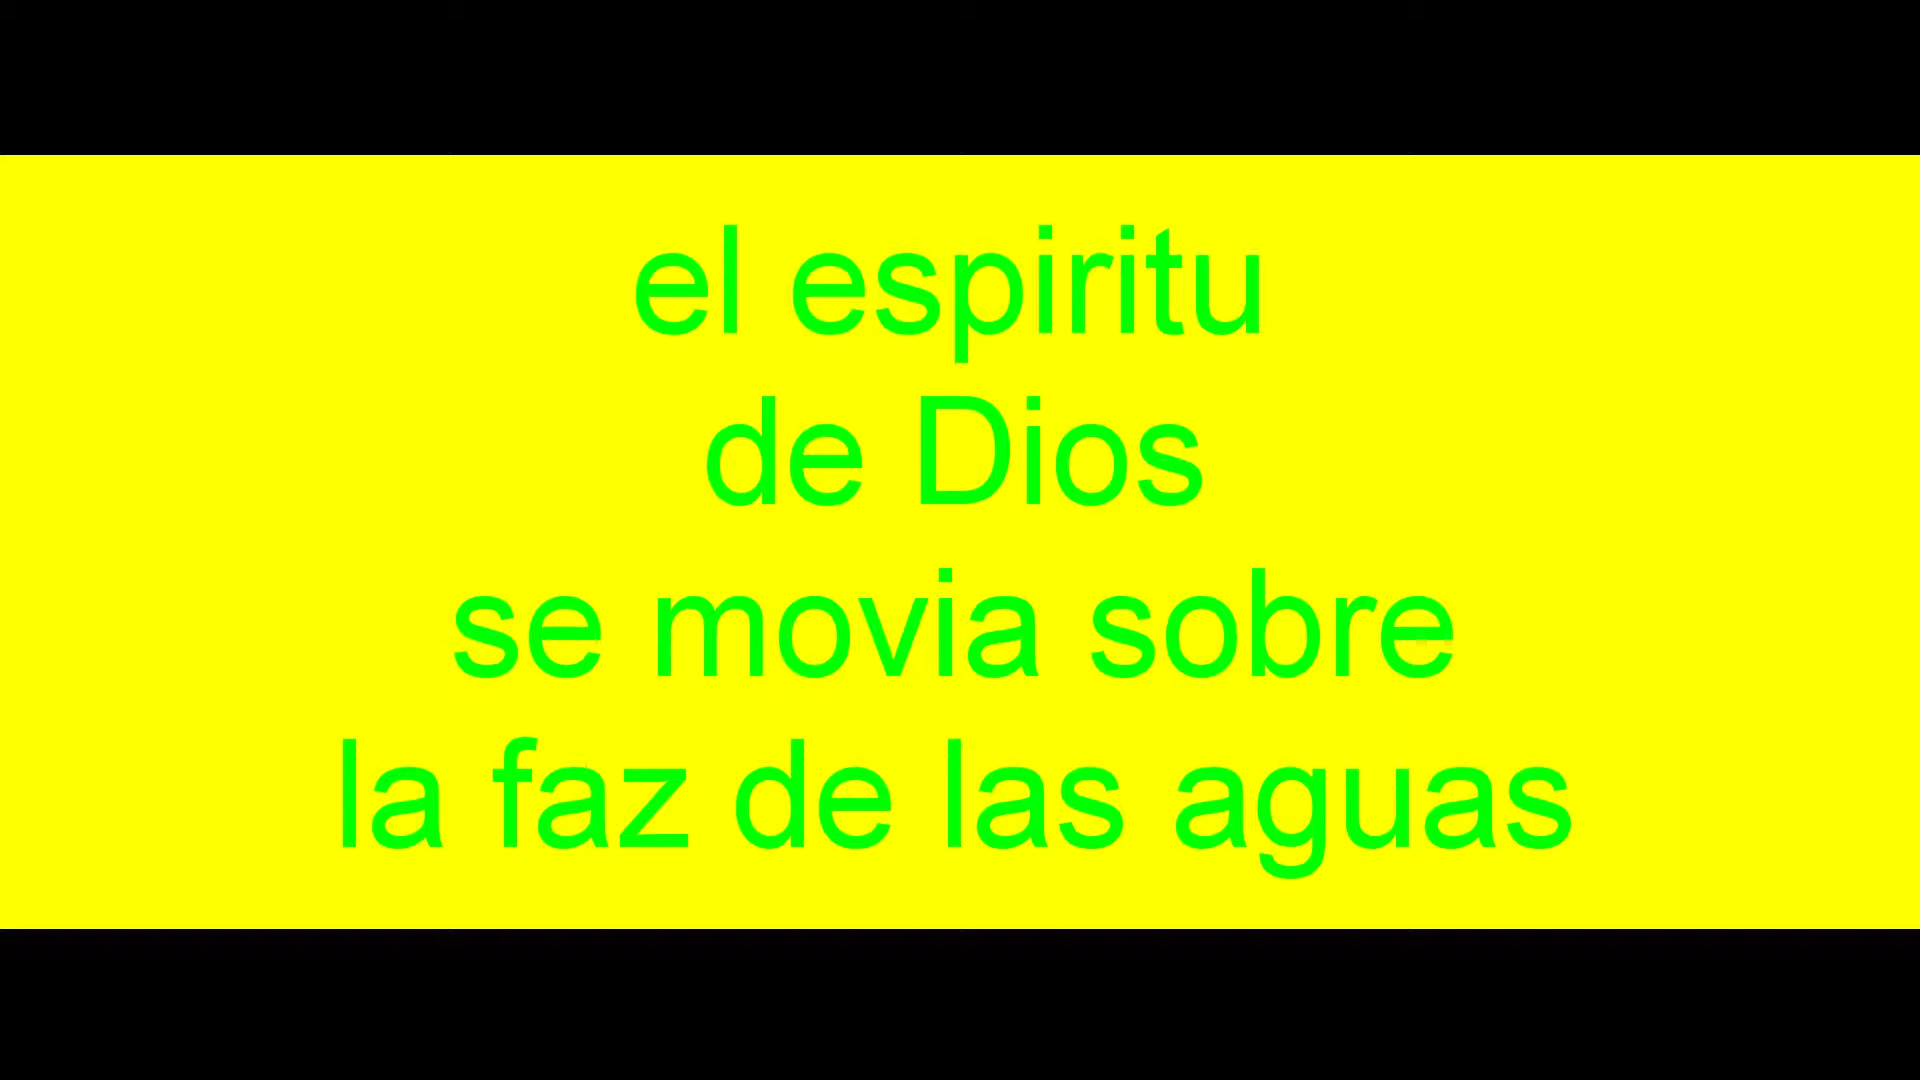 el espiritu
de Dios
se movia sobre
la faz de las aguas